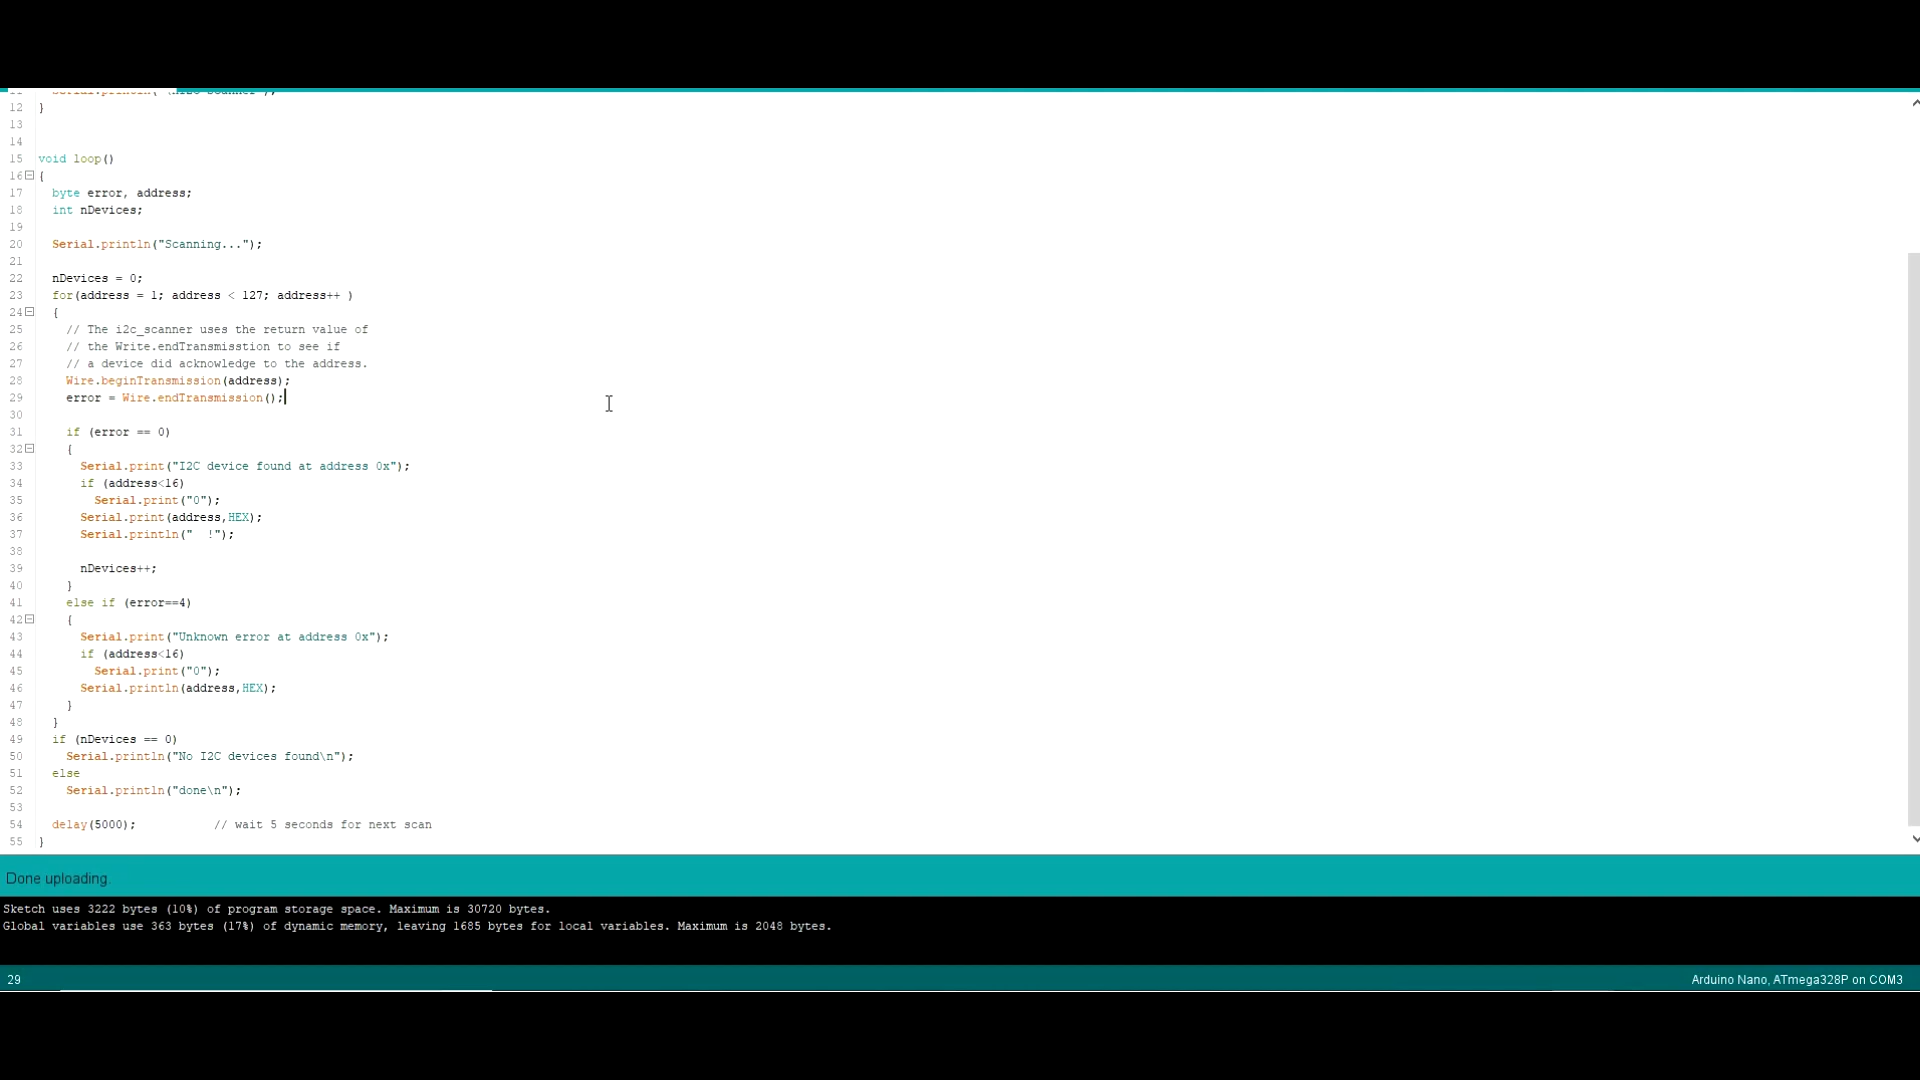 12 }
13
14
15 void loop()
16 {
17 byte error, address;
18 int nDevices;
19
20 Serial.println("Scanning...");
21
22 nDevices = 0;
23 for(address = 1; address < 127; address++ )
24 {
25 // The i2c_scanner uses the return value of
26 // the Write.endTransmisstion to see if
27 // a device did acknowledge to the address.
28 Wire.beginTransmission(address);
29 error = Wire.endTransmission();
30
31 if (error == 0)
32 {
33 Serial.print("I2C device found at address 0x");
34 if (address<16)
35 Serial.print("0");
36 Serial.print(address,HEX);
37 Serial.println("  !");
38
39 nDevices++;
40 }
41 else if (error==4)
42 {
43 Serial.print("Unknown error at address 0x");
44 if (address<16)
45 Serial.print("0");
46 Serial.println(address,HEX);
47 }
48 }
49 if (nDevices == 0)
50 Serial.println("No I2C devices found\n");
51 else
52 Serial.println("done\n");
53
54 delay(5000); // wait 5 seconds for next scan
55 }
Done uploading.
Sketch uses 3222 bytes (10%) of program storage space. Maximum is 30720 bytes.
Global variables use 363 bytes (17%) of dynamic memory, leaving 1685 bytes for local variables. Maximum is 2048 bytes.
29 Arduino Nano, ATmega328P on COM3